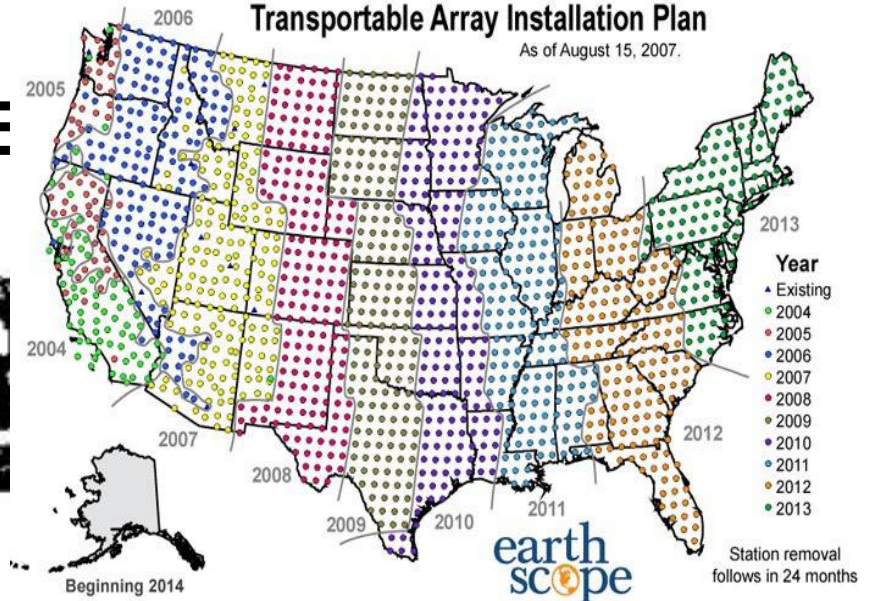 Transportable Array Installation Plan
As of August 15, 2007.
2006
2005
2013
Year
Existing
2004
2005
2006
2007
2008
2009
2010
2011
2012
2013
2004
2007
2008
2009
2010
2011
2012
earth
scope
Station removal
follows in 24 months
Beginning 2014